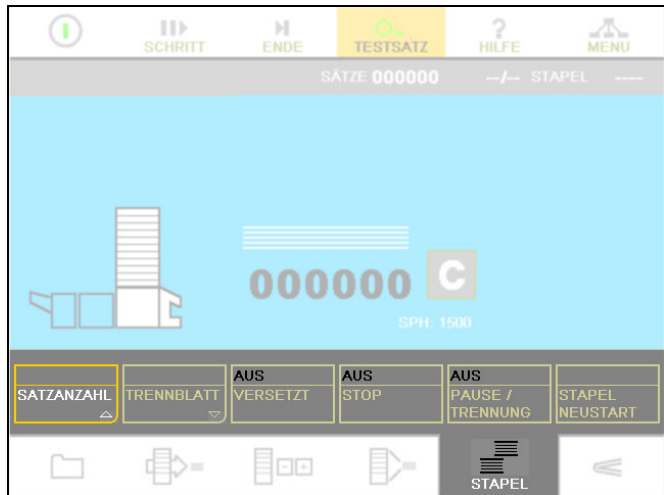 SCHRITT
ENDE
TESTSATZ
?
HILFE
MENU
SÄTZE 000000 --/-- STAPEL ----
000000 C
SPH: 1500
AUS AUS AUS
SATZANZAHL TRENNBLATT VERSETZT STOP PAUSE / TRENNUNG STAPEL NEUSTART
STAPEL